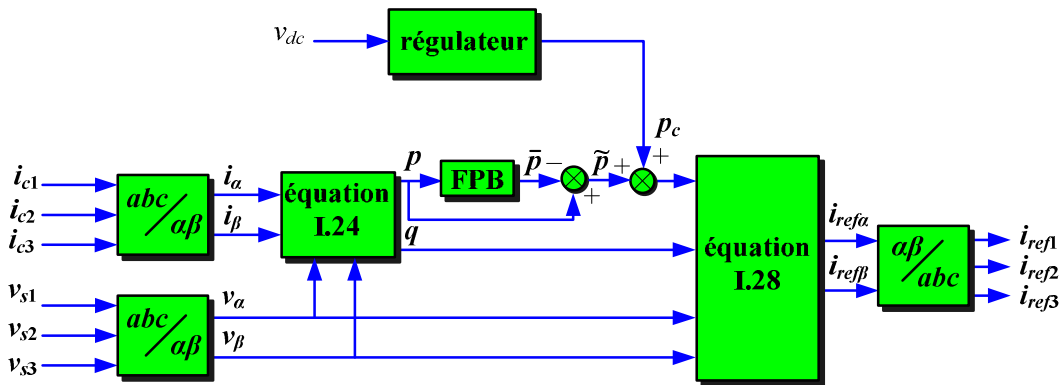 v_dc
régulateur
p_c
p
FPB
p̄
−
+
p̃
+
+
i_c1
i_c2
i_c3
abc/αβ
i_α
i_β
équation
I.24
q
v_s1
v_s2
v_s3
abc/αβ
v_α
v_β
équation
I.28
i_refα
i_refβ
αβ/abc
i_ref1
i_ref2
i_ref3